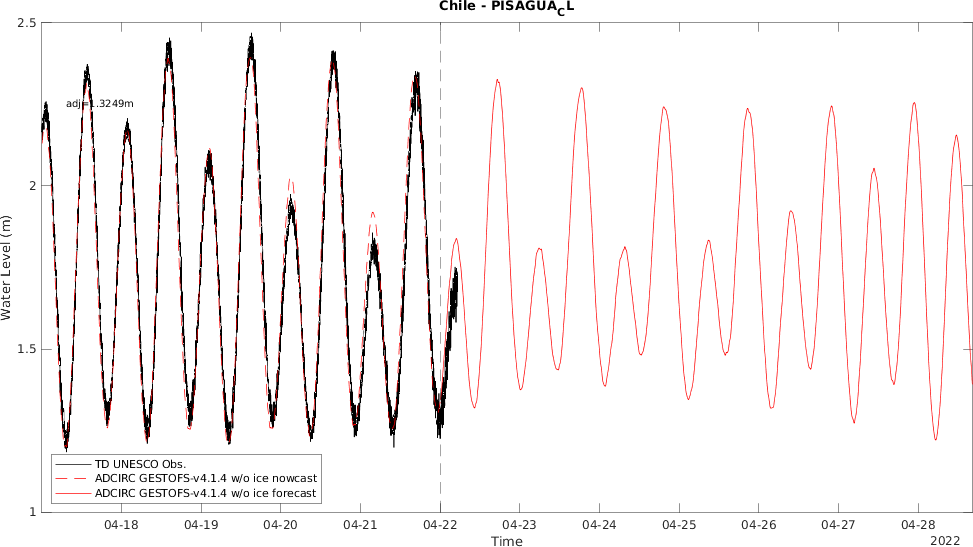 Chile - PISAGUA_CL
2.5
adj=1.3249m
2
Water Level (m)
1.5
TD UNESCO Obs.
ADCIRC GESTOFS-v4.1.4 w/o ice nowcast
ADCIRC GESTOFS-v4.1.4 w/o ice forecast
1
04-18 04-19 04-20 04-21 04-22 04-23 04-24 04-25 04-26 04-27 04-28
Time
2022